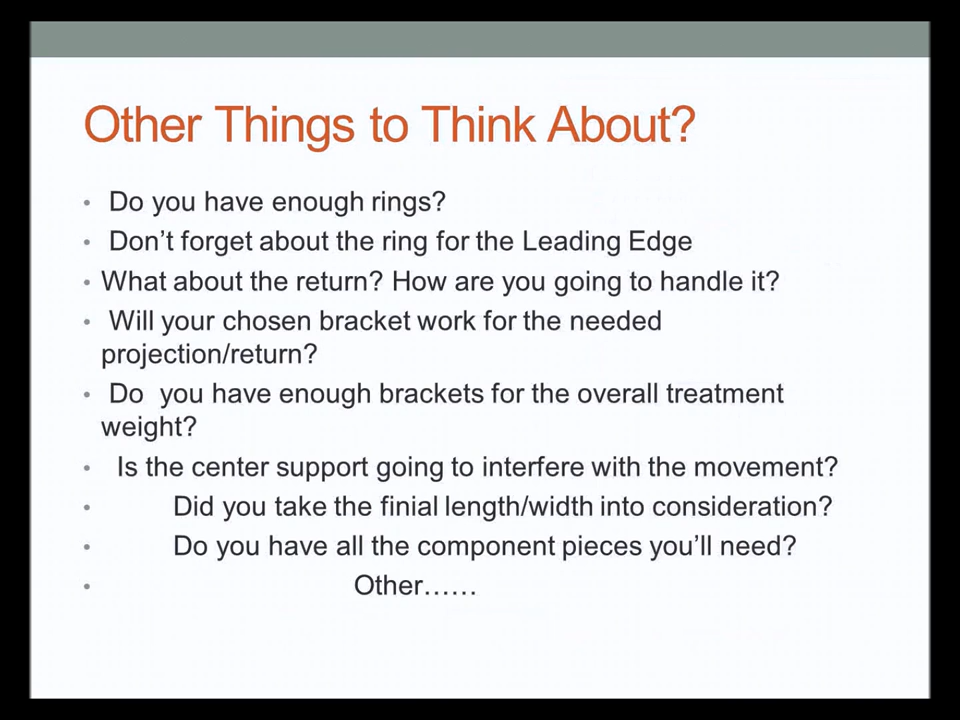 Other Things to Think About?
• Do you have enough rings?
• Don't forget about the ring for the Leading Edge
• What about the return? How are you going to handle it?
• Will your chosen bracket work for the needed
projection/return?
• Do  you have enough brackets for the overall treatment
weight?
• Is the center support going to interfere with the movement?
• Did you take the finial length/width into consideration?
• Do you have all the component pieces you'll need?
• Other……